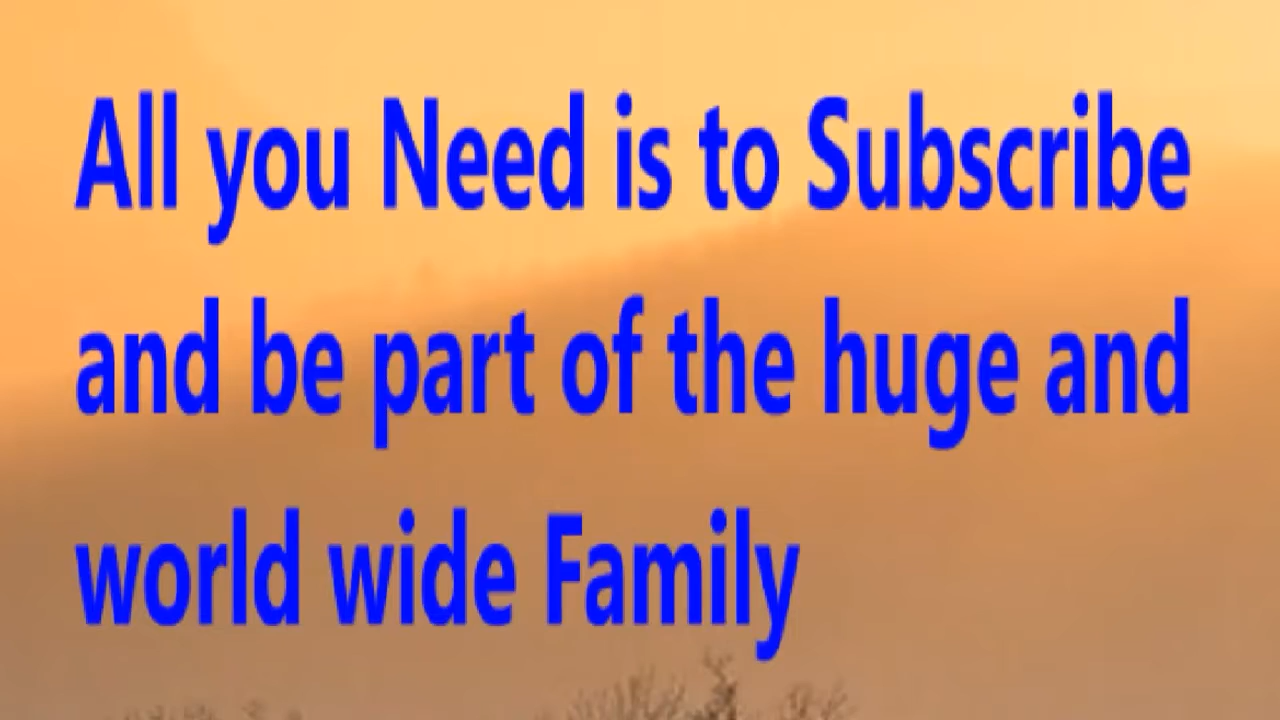 All you Need is to Subscribe
and be part of the huge and
world wide Family